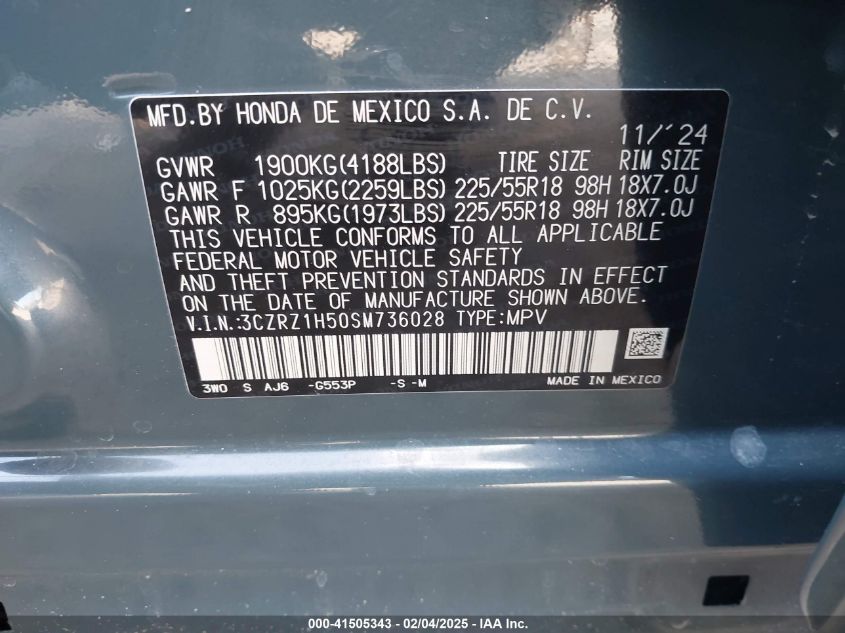 MFD.BY HONDA DE MEXICO S.A. DE C.V.
11/´24
GVWR 1900KG(4188LBS) TIRE SIZE RIM SIZE
GAWR F 1025KG(2259LBS) 225/55R18 98H 18X7.0J
GAWR R 895KG(1973LBS) 225/55R18 98H 18X7.0J
THIS VEHICLE CONFORMS TO ALL APPLICABLE
FEDERAL MOTOR VEHICLE SAFETY
AND THEFT PREVENTION STANDARDS IN EFFECT
ON THE DATE OF MANUFACTURE SHOWN ABOVE.
V.I.N.:3CZRZ1H50SM736028 TYPE:MPV
3W0 S AJ6 -G553P -S -M MADE IN MEXICO
000-41505343 - 02/04/2025 - IAA Inc.